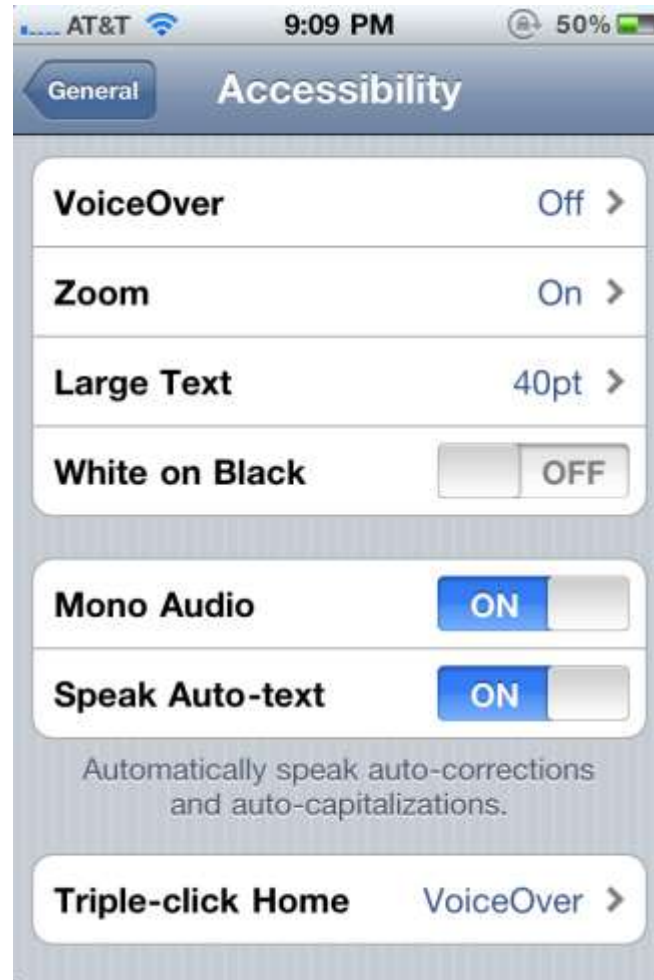 AT&T 9:09 PM 50%
General Accessibility
VoiceOver Off
Zoom On
Large Text 40pt
White on Black OFF
Mono Audio ON
Speak Auto-text ON
Automatically speak auto-corrections
and auto-capitalizations.
Triple-click Home VoiceOver